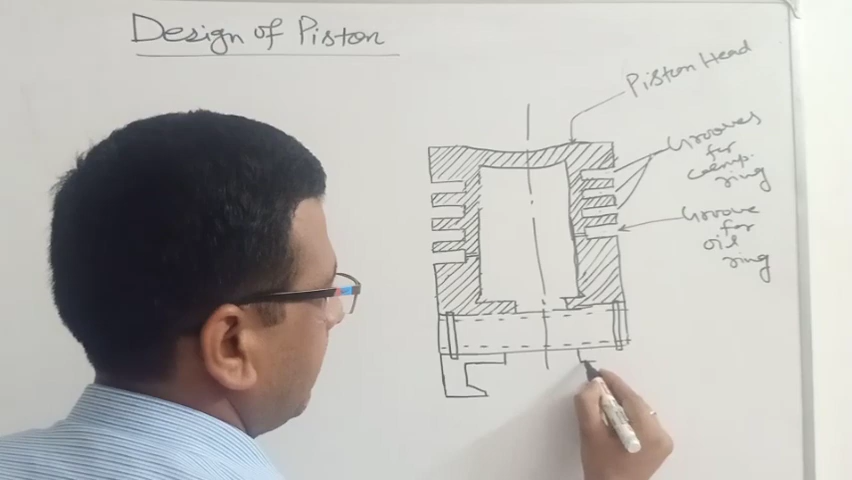 Design of Piston
Piston Head
Grooves
for
comp.
ring
Groove
for
oil
ring